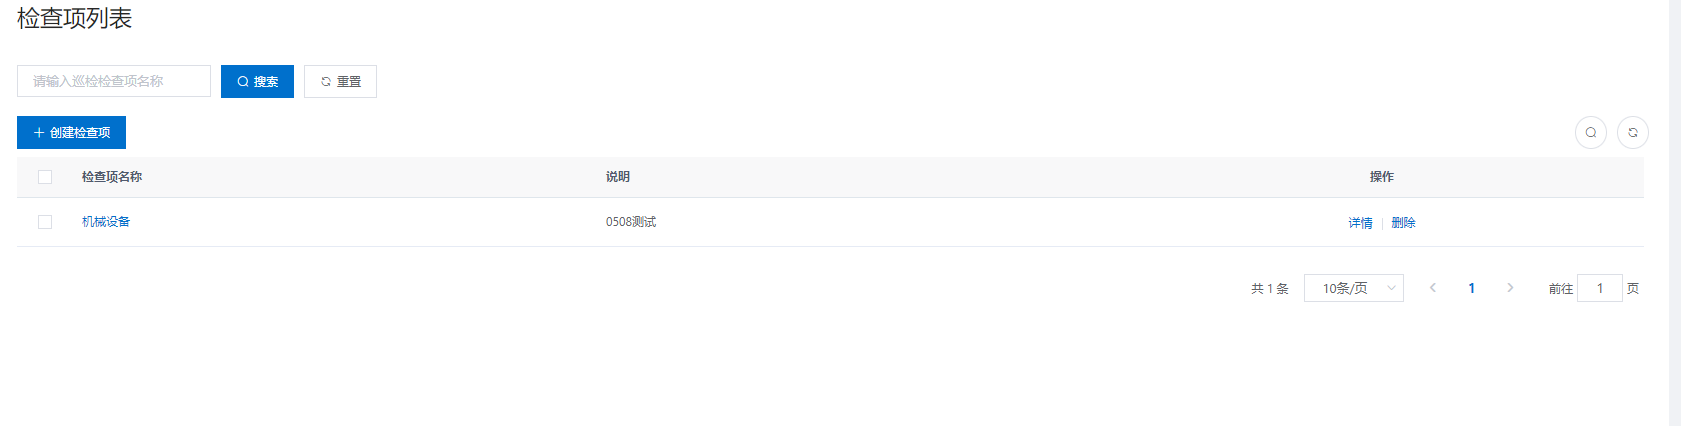 检查项列表
请输入巡检检查项名称 搜索 重置
创建检查项
检查项名称 说明 操作
机械设备 0508测试 详情 删除
共 1 条 10条/页 1 前往 1 页